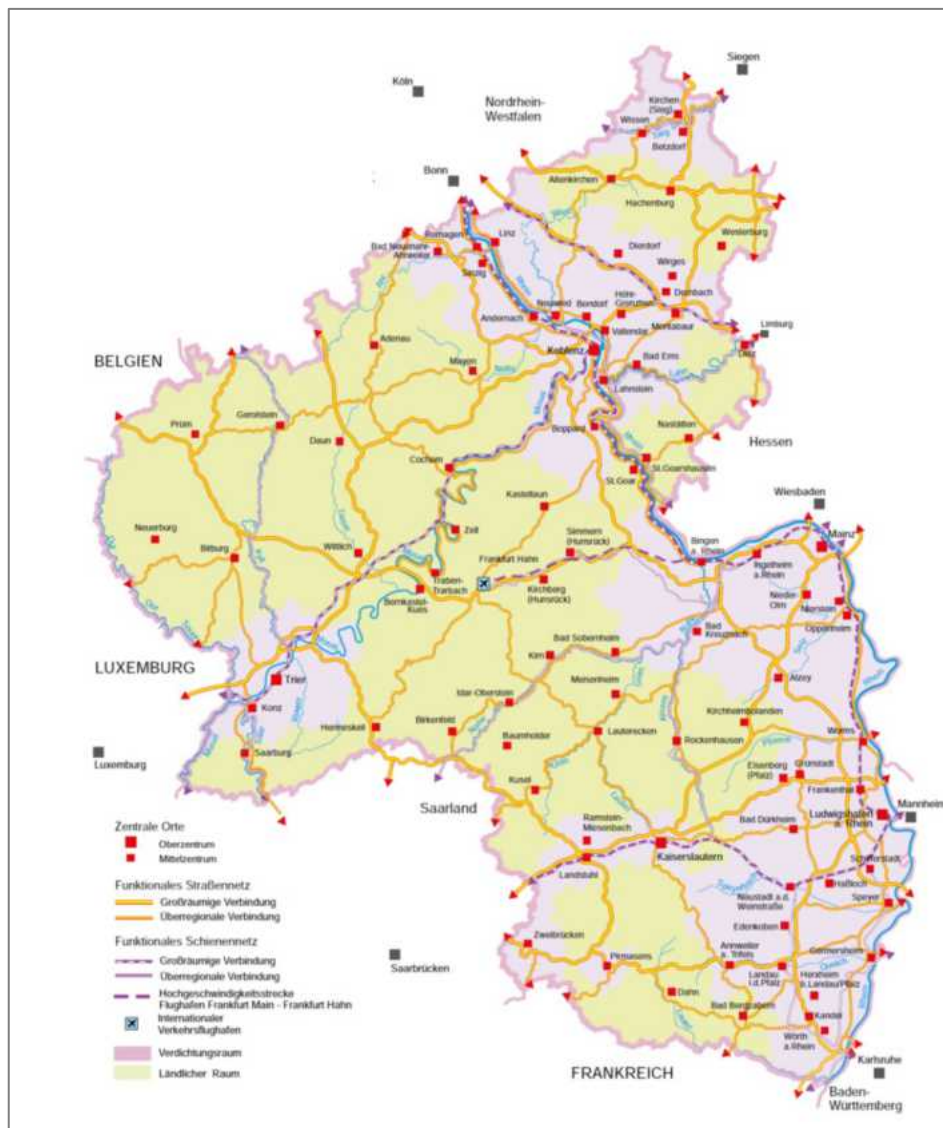 Siegen
Köln
Nordrhein-
Westfalen
Kirchen
(Sieg)
Wissen
Betzdorf
Bonn
Altenkirchen
Hachenburg
Westerburg
Remagen
Linz
Bad Neuenahr-
Ahrweiler
Sinzig
Dierdorf
Wirges
Neuwied
Bendorf
Andernach
Vallendar
Montabaur
Limburg
Diez
Koblenz
Bad Ems
Lahnstein
Lahn
BELGIEN
Adenau
Mayen
Nette
Gerolstein
Prüm
Daun
Boppard
Nastätten
Hessen
Cochem
St.Goarshausen
St.Goar
Kastellaun
Wiesbaden
Neuerburg
Zell
Simmern
(Hunsrück)
Bingen
a. Rhein
Mainz
Bitburg
Wittlich
Frankfurt Hahn
Ingelheim
a.Rhein
Traben-
Trarbach
Kirchberg
(Hunsrück)
Nieder-
Olm
Bernkastel-
Kues
Nierstein
Oppenheim
Bad
Kreuznach
Bad Sobernheim
Kirn
LUXEMBURG
Trier
Meisenheim
Alzey
Idar-Oberstein
Konz
Kirchheimbolanden
Hermeskeil
Birkenfeld
Lauterecken
Rockenhausen
Worms
Baumholder
Saarburg
Luxemburg
Eisenberg
(Pfalz)
Grünstadt
Kusel
Frankenthal
Saarland
Mannheim
Ludwigshafen
a. Rhein
Ramstein-
Miesenbach
Bad Dürkheim
Kaiserslautern
Schifferstadt
Landstuhl
Haßloch
Neustadt a.d.
Weinstraße
Speyer
Edenkoben
Zweibrücken
Germersheim
Annweiler
a. Trifels
Saarbrücken
Pirmasens
Landau
i.d.Pfalz
Herxheim
b.Landau/Pfalz
Dahn
Bad Bergzabern
Kandel
Wörth
a.Rhein
Karlsruhe
FRANKREICH
Baden-
Württemberg
Zentrale Orte
Oberzentrum
Mittelzentrum
Funktionales Straßennetz
Großräumige Verbindung
Überregionale Verbindung
Funktionales Schienennetz
Großräumige Verbindung
Überregionale Verbindung
Hochgeschwindigkeitsstrecke
Flughafen Frankfurt Main - Frankfurt Hahn
Internationaler
Verkehrsflughafen
Verdichtungsraum
Ländlicher Raum